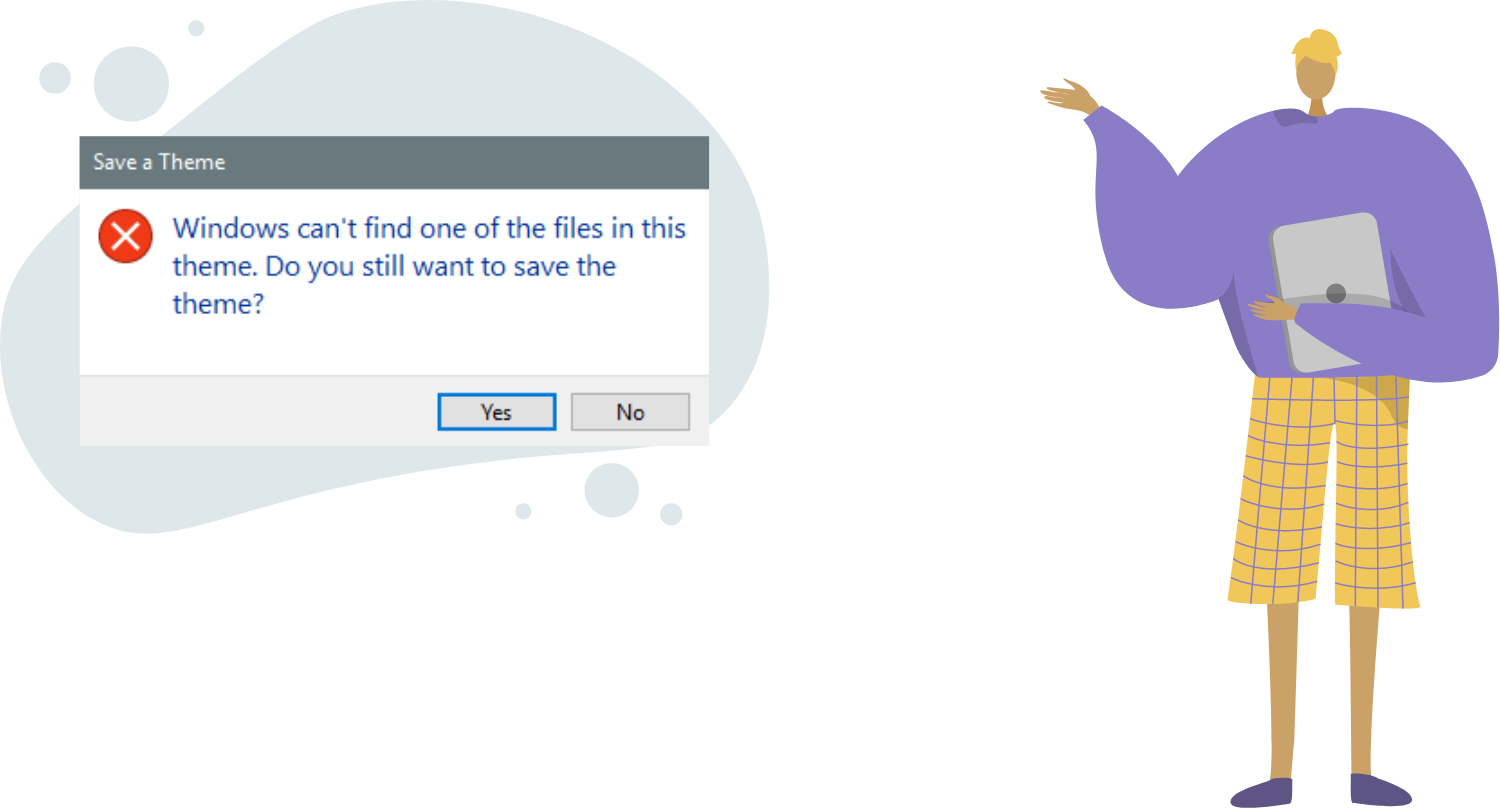 Save a Theme
Windows can't find one of the files in this
theme. Do you still want to save the
theme?
Yes
No